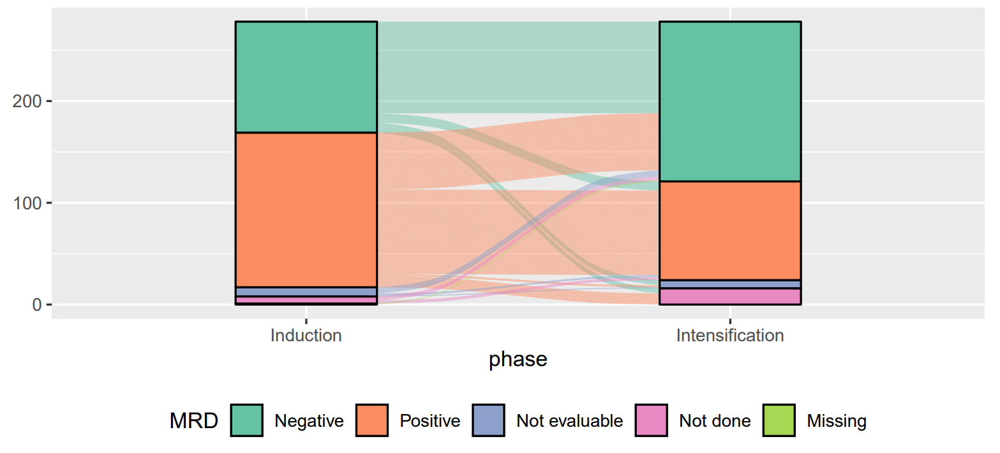 200
100
0
Induction Intensification
phase
MRD Negative Positive Not evaluable Not done Missing